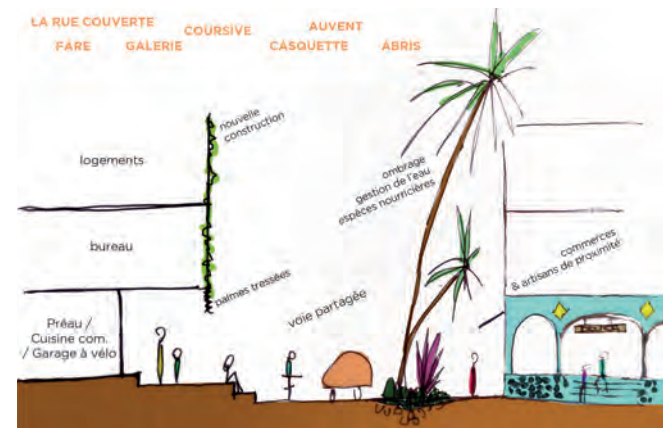 LA RUE COUVERTE
COURSIVE
AUVENT
FARE
GALERIE
CASQUETTE
ABRIS
nouvelle
construction
logements
ombrage
gestion de l'eau
espèces nourricières
bureau
commerces
& artisans de proximité
palmes tressées
voie partagée
Préau /
Cuisine com.
/ Garage à vélo